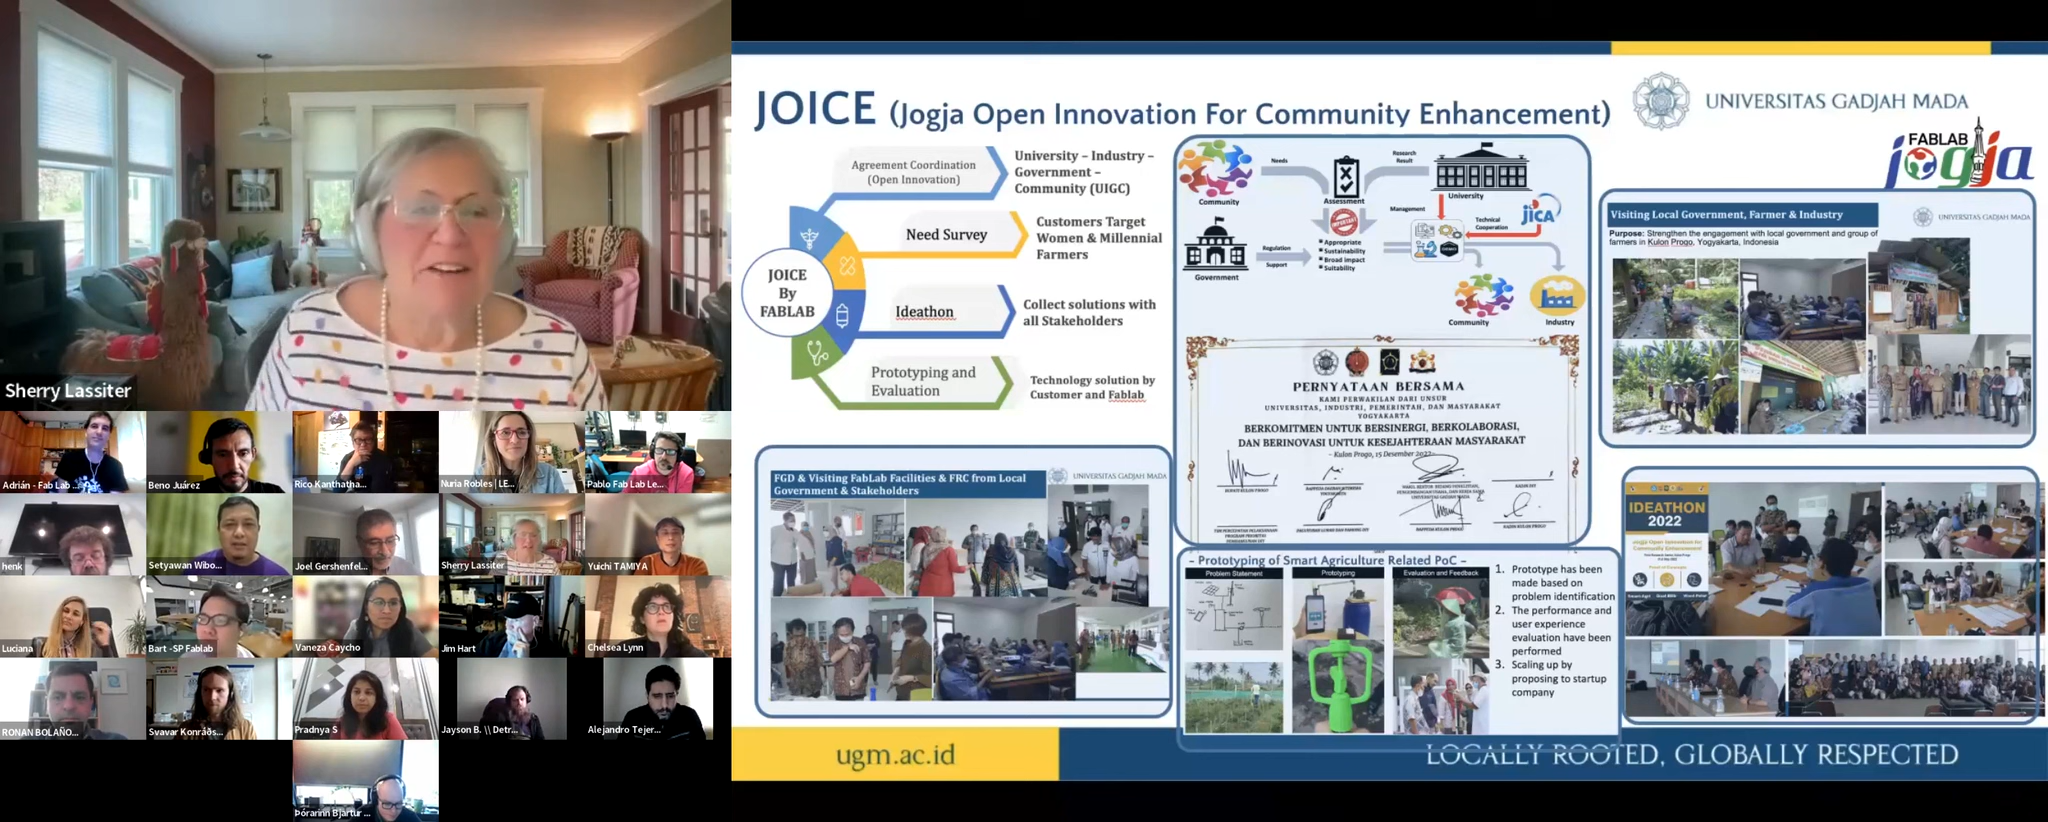 Sherry Lassiter
Adrián - Fab Lab ...
Beno Juárez
Rico Kanthatha...
Nuria Robles | LE...
Pablo Fab Lab Le...
henk
Setyawan Wibo...
Joel Gershenfel...
Sherry Lassiter
Yuichi TAMIYA
Luciana
Bart -SP Fablab
Vaneza Caycho
Jim Hart
Chelsea Lynn
RONAN BOLAÑO...
Svavar Konráðs...
Pradnya S
Jayson B. \\ Detr...
Alejandro Tejer...
Þórarinn Bjartur ...
JOICE (Jogja Open Innovation For Community Enhancement)
UNIVERSITAS GADJAH MADA
FABLAB
jogja
JOICE
By
FABLAB
Agreement Coordination
(Open Innovation)
University – Industry –
Government –
Community (UIGC)
Need Survey
Customers Target
Women & Millennial
Farmers
Ideathon
Collect solutions with
all Stakeholders
Prototyping and
Evaluation
Technology solution by
Customer and Fablab
Community
Needs
Assessment
Research
Result
University
Government
Regulation
Support
IMPORTANT
Appropriate
Sustainability
Broad impact
Suitability
Management
Technical
Cooperation
JICA
Community
Industry
PERNYATAAN BERSAMA
KAMI PERWAKILAN DARI UNSUR
UNIVERSITAS, INDUSTRI, PEMERINTAH, DAN MASYARAKAT
YOGYAKARTA
BERKOMITMEN UNTUK BERSINERGI, BERKOLABORASI,
DAN BERINOVASI UNTUK KESEJAHTERAAN MASYARAKAT
- Kulon Progo, 15 Desember 2022-
Visiting Local Government, Farmer & Industry
UNIVERSITAS GADJAH MADA
Purpose: Strengthen the engagement with local government and group of
farmers in Kulon Progo, Yogyakarta, Indonesia
FGD & Visiting FabLab Facilities & FRC from Local
Government & Stakeholders
UNIVERSITAS GADJAH MADA
- Prototyping of Smart Agriculture Related PoC -
Problem Statement
Prototyping
Evaluation and Feedback
1. Prototype has been
made based on
problem identification
2. The performance and
user experience
evaluation have been
performed
3. Scaling up by
proposing to startup
company
IDEATHON
2022
ugm.ac.id
LOCALLY ROOTED, GLOBALLY RESPECTED